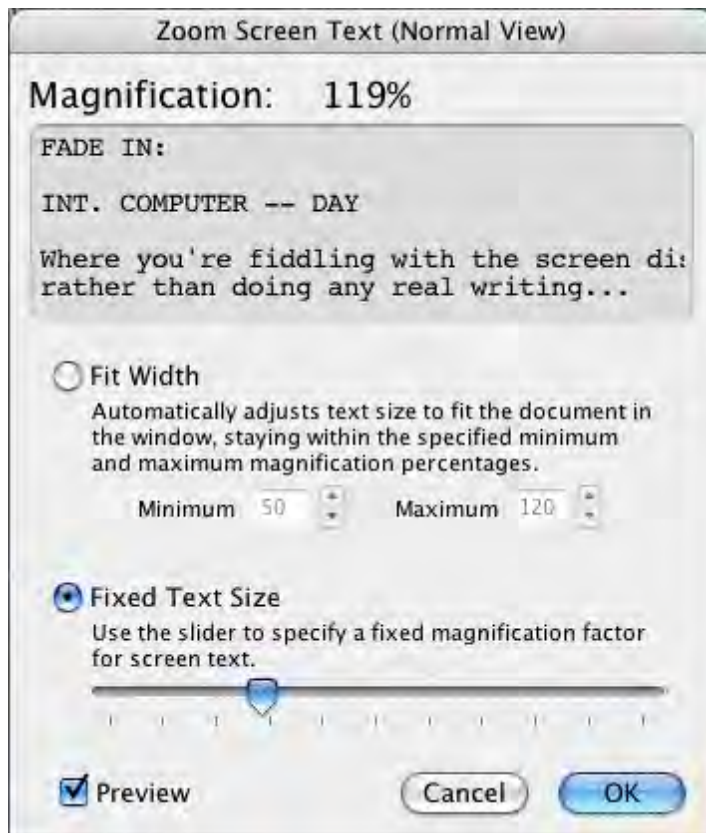 Zoom Screen Text (Normal View)
Magnification: 119%
FADE IN:
INT. COMPUTER -- DAY
Where you're fiddling with the screen
rather than doing any real writing...
Fit Width
Automatically adjusts text size to fit the document in
the window, staying within the specified minimum
and maximum magnification percentages.
Minimum 50 Maximum 120
Fixed Text Size
Use the slider to specify a fixed magnification factor
for screen text.
Preview Cancel OK